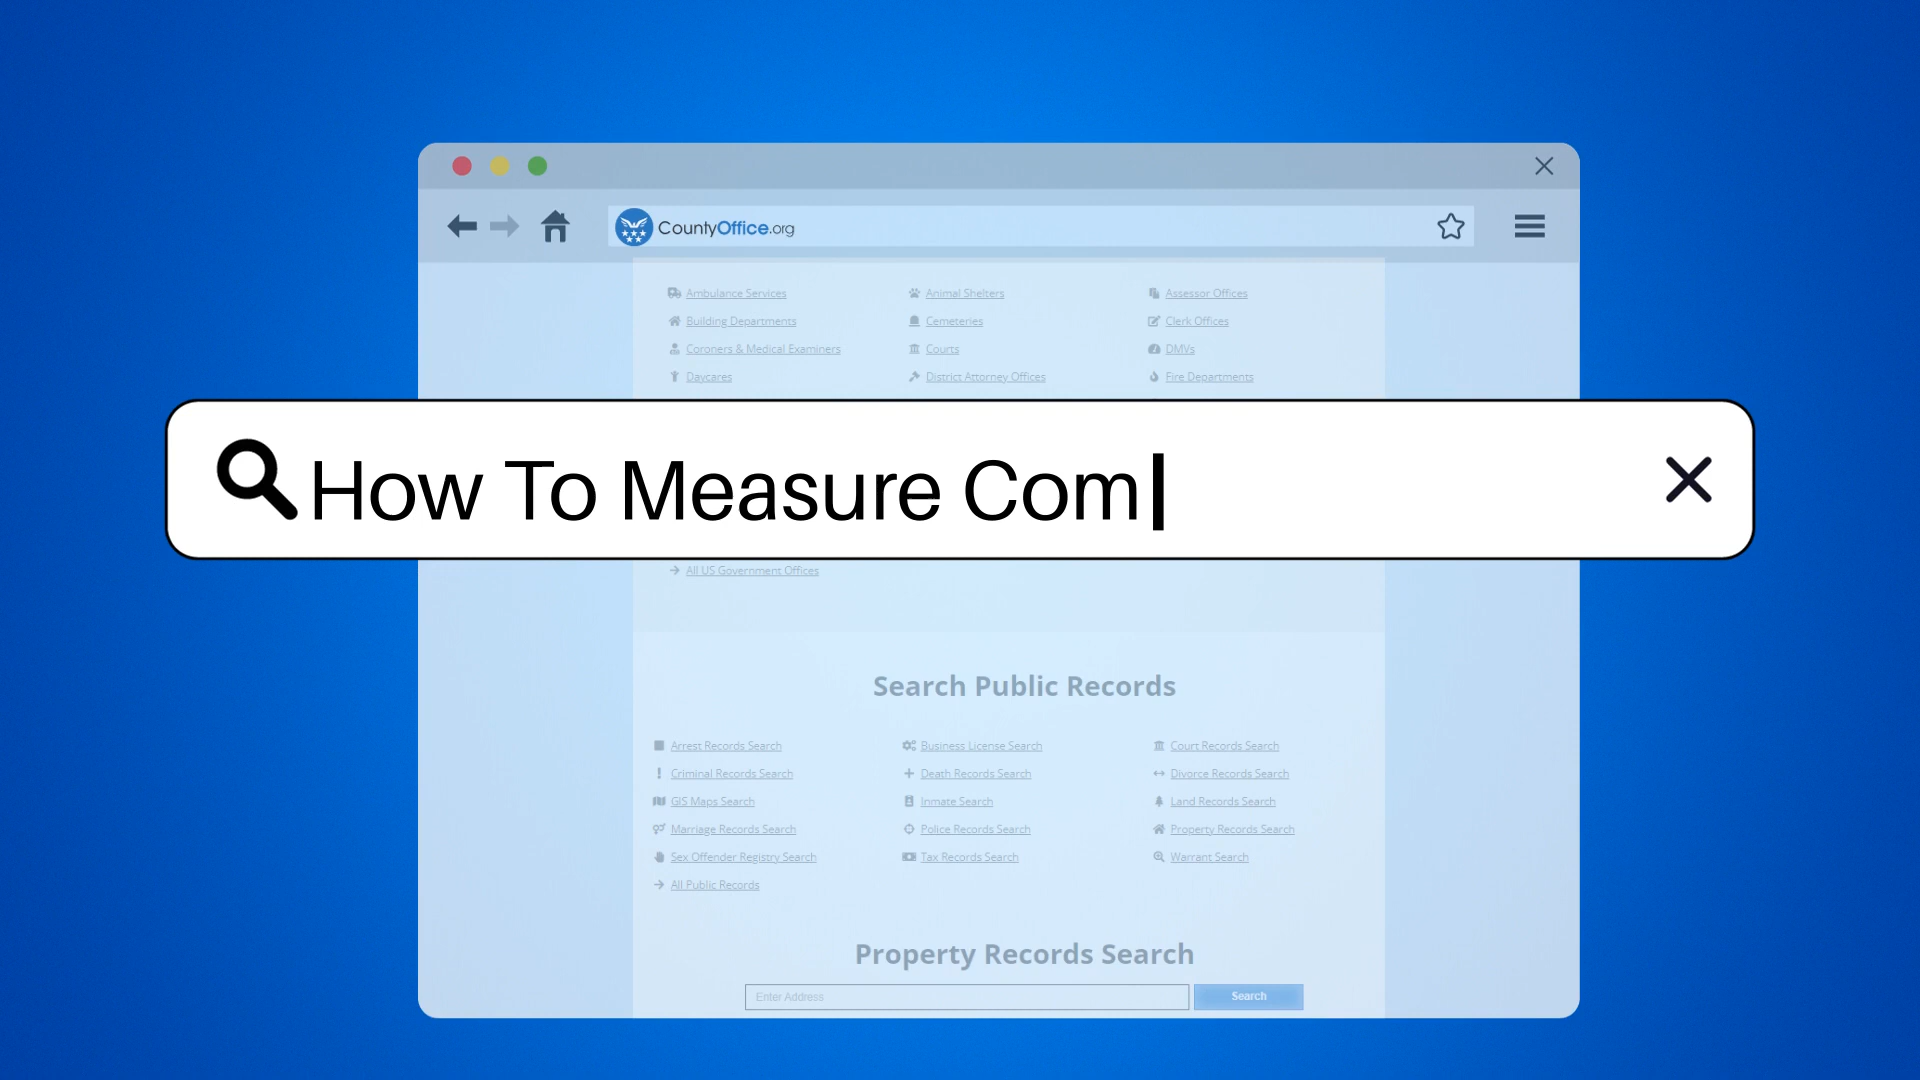 CountyOffice.org
Ambulance Services Animal Shelters Assessor Offices
Building Departments Cemeteries Clerk Offices
Coroners & Medical Examiners Courts DMVs
Daycares District Attorney Offices Fire Departments
How To Measure Com
All US Government Offices
Search Public Records
Arrest Records Search Business License Search Court Records Search
Criminal Records Search Death Records Search Divorce Records Search
GIS Maps Search Inmate Search Land Records Search
Marriage Records Search Police Records Search Property Records Search
Sex Offender Registry Search Tax Records Search Warrant Search
All Public Records
Property Records Search
Enter Address Search